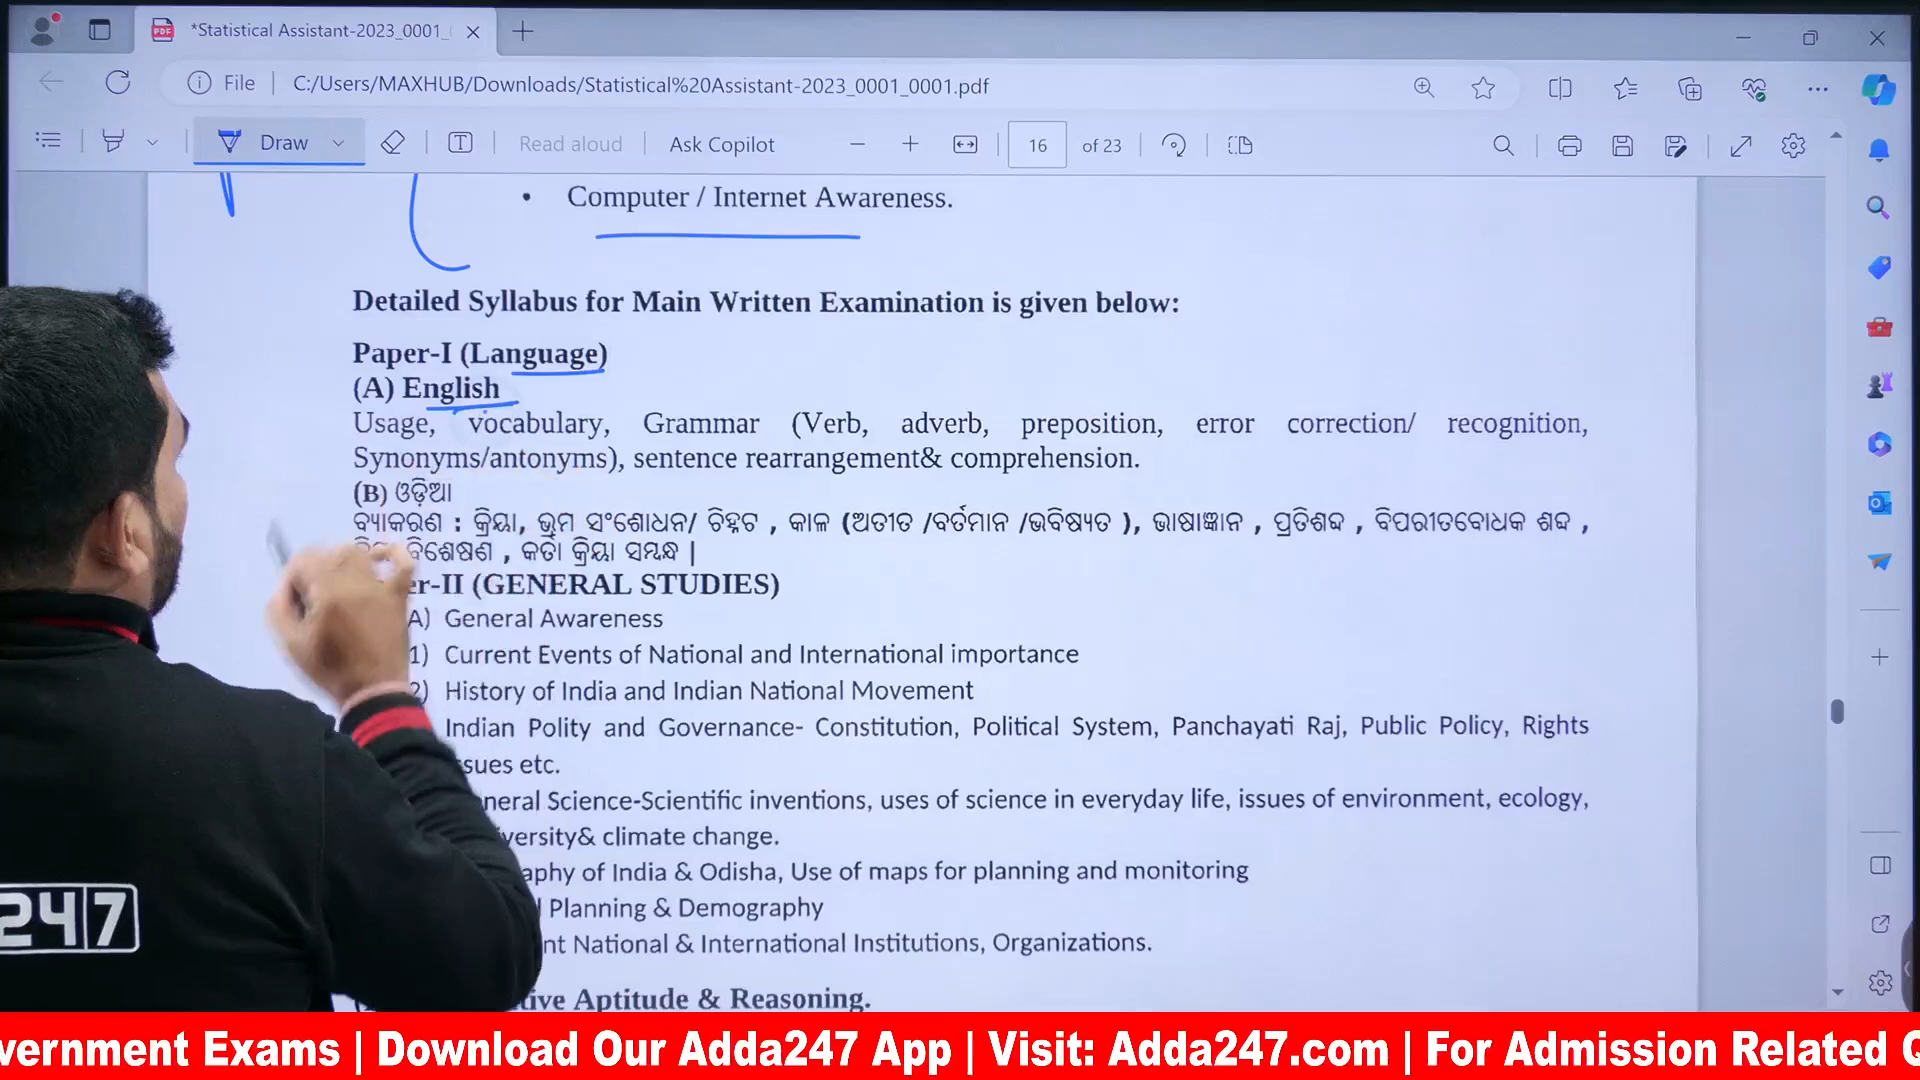 *Statistical Assistant-2023_0001_
File
C:/Users/MAXHUB/Downloads/Statistical%20Assistant-2023_0001_0001.pdf
Draw
Read aloud
Ask Copilot
16
of 23
• Computer / Internet Awareness.
Detailed Syllabus for Main Written Examination is given below:
Paper-I (Language)
(A) English
Usage, vocabulary, Grammar (Verb, adverb, preposition, error correction/ recognition,
Synonyms/antonyms), sentence rearrangement& comprehension.
(B) ଓଡ଼ିଆ
ବ୍ୟାକରଣ : କ୍ରିୟା, ଭ୍ରମ ସଂଶୋଧନ/ ଚିହ୍ନଟ , କାଳ (ଅତୀତ /ବର୍ତମାନ /ଭବିଷ୍ୟତ ), ଭାଷାଜ୍ଞାନ , ପ୍ରତିଶବ୍ଦ , ବିପରୀତବୋଧକ ଶବ୍ଦ ,
ବିଶେଷଣ , କର୍ତା କ୍ରିୟା ସମ୍ବନ୍ଧ |
er-II (GENERAL STUDIES)
A) General Awareness
1) Current Events of National and International importance
2) History of India and Indian National Movement
Indian Polity and Governance- Constitution, Political System, Panchayati Raj, Public Policy, Rights
ssues etc.
neral Science-Scientific inventions, uses of science in everyday life, issues of environment, ecology,
versity& climate change.
aphy of India & Odisha, Use of maps for planning and monitoring
Planning & Demography
nt National & International Institutions, Organizations.
tive Aptitude & Reasoning.
247
vernment Exams | Download Our Adda247 App | Visit: Adda247.com | For Admission Related Q